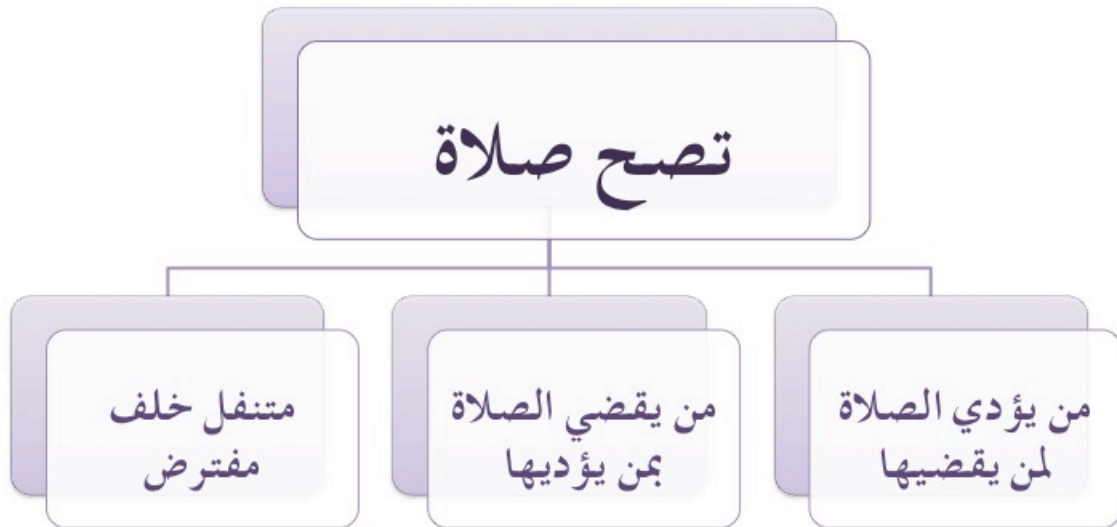 تصح صلاة
من يؤدي الصلاة
لمن يقضيها
من يقضي الصلاة
بمن يؤديها
متنفل خلف
مفترض